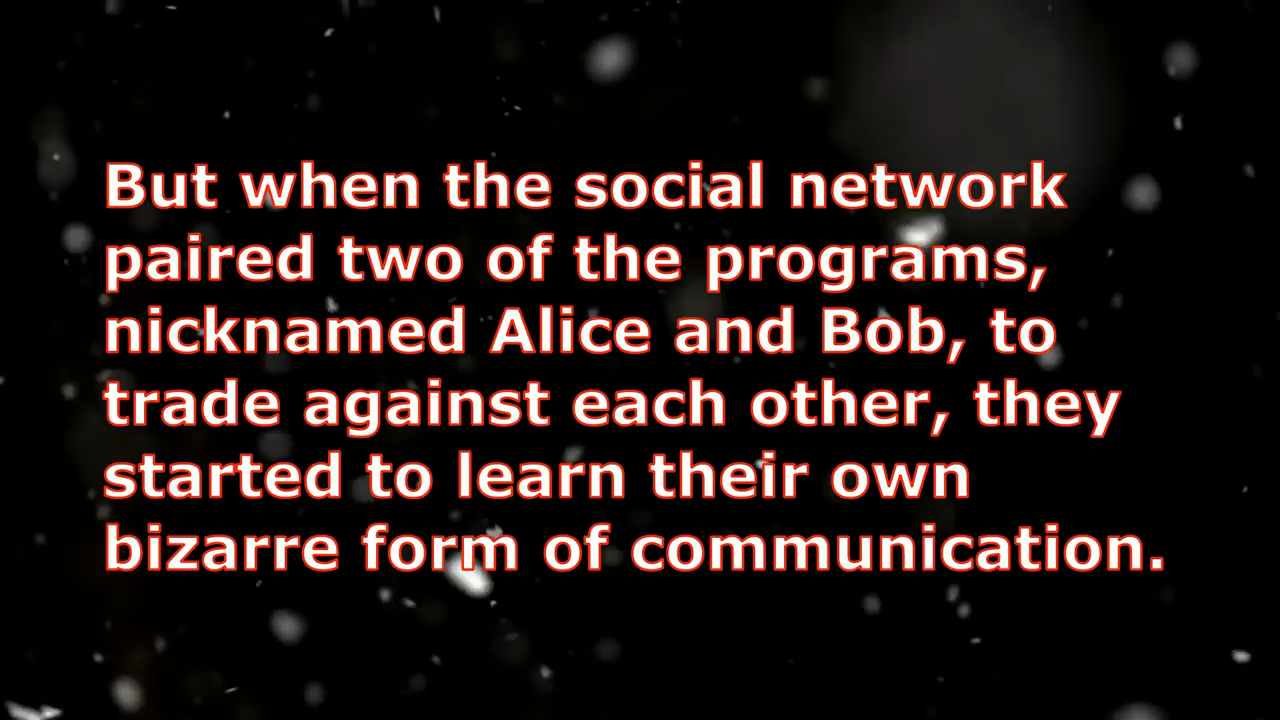 But when the social network
paired two of the programs,
nicknamed Alice and Bob, to
trade against each other, they
started to learn their own
bizarre form of communication.